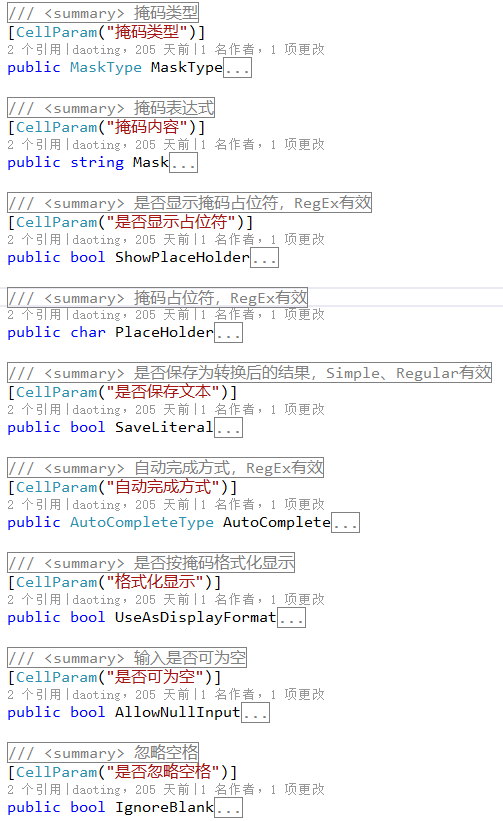 /// <summary> 掩码类型
[CellParam("掩码类型")]
2 个引用|daoting，205 天前|1 名作者，1 项更改
public MaskType MaskType...
/// <summary> 掩码表达式
[CellParam("掩码内容")]
2 个引用|daoting，205 天前|1 名作者，1 项更改
public string Mask...
/// <summary> 是否显示掩码占位符，RegEx有效
[CellParam("是否显示占位符")]
2 个引用|daoting，205 天前|1 名作者，1 项更改
public bool ShowPlaceHolder...
/// <summary> 掩码占位符，RegEx有效
2 个引用|daoting，205 天前|1 名作者，1 项更改
public char PlaceHolder...
/// <summary> 是否保存为转换后的结果，Simple、Regular有效
[CellParam("是否保存文本")]
2 个引用|daoting，205 天前|1 名作者，1 项更改
public bool SaveLiteral...
/// <summary> 自动完成方式，RegEx有效
[CellParam("自动完成方式")]
2 个引用|daoting，205 天前|1 名作者，1 项更改
public AutoCompleteType AutoComplete...
/// <summary> 是否按掩码格式化显示
[CellParam("格式化显示")]
2 个引用|daoting，205 天前|1 名作者，1 项更改
public bool UseAsDisplayFormat...
/// <summary> 输入是否可为空
[CellParam("是否可为空")]
2 个引用|daoting，205 天前|1 名作者，1 项更改
public bool AllowNullInput...
/// <summary> 忽略空格
[CellParam("是否忽略空格")]
2 个引用|daoting，205 天前|1 名作者，1 项更改
public bool IgnoreBlank...